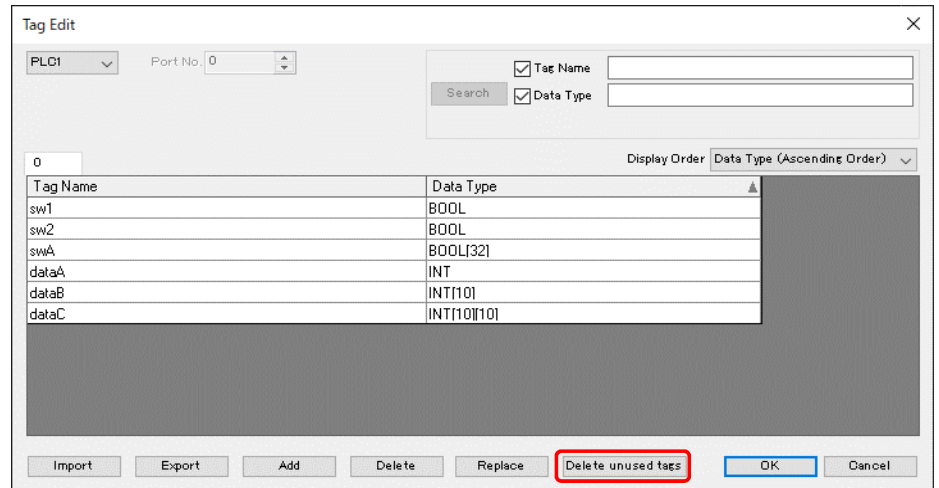 Tag Edit
PLC1 Port No. 0
Tag Name
Search Data Type
0 Display Order Data Type (Ascending Order)
Tag Name Data Type
sw1 BOOL
sw2 BOOL
swA BOOL[32]
dataA INT
dataB INT[10]
dataC INT[10][10]
Import Export Add Delete Replace Delete unused tags OK Cancel